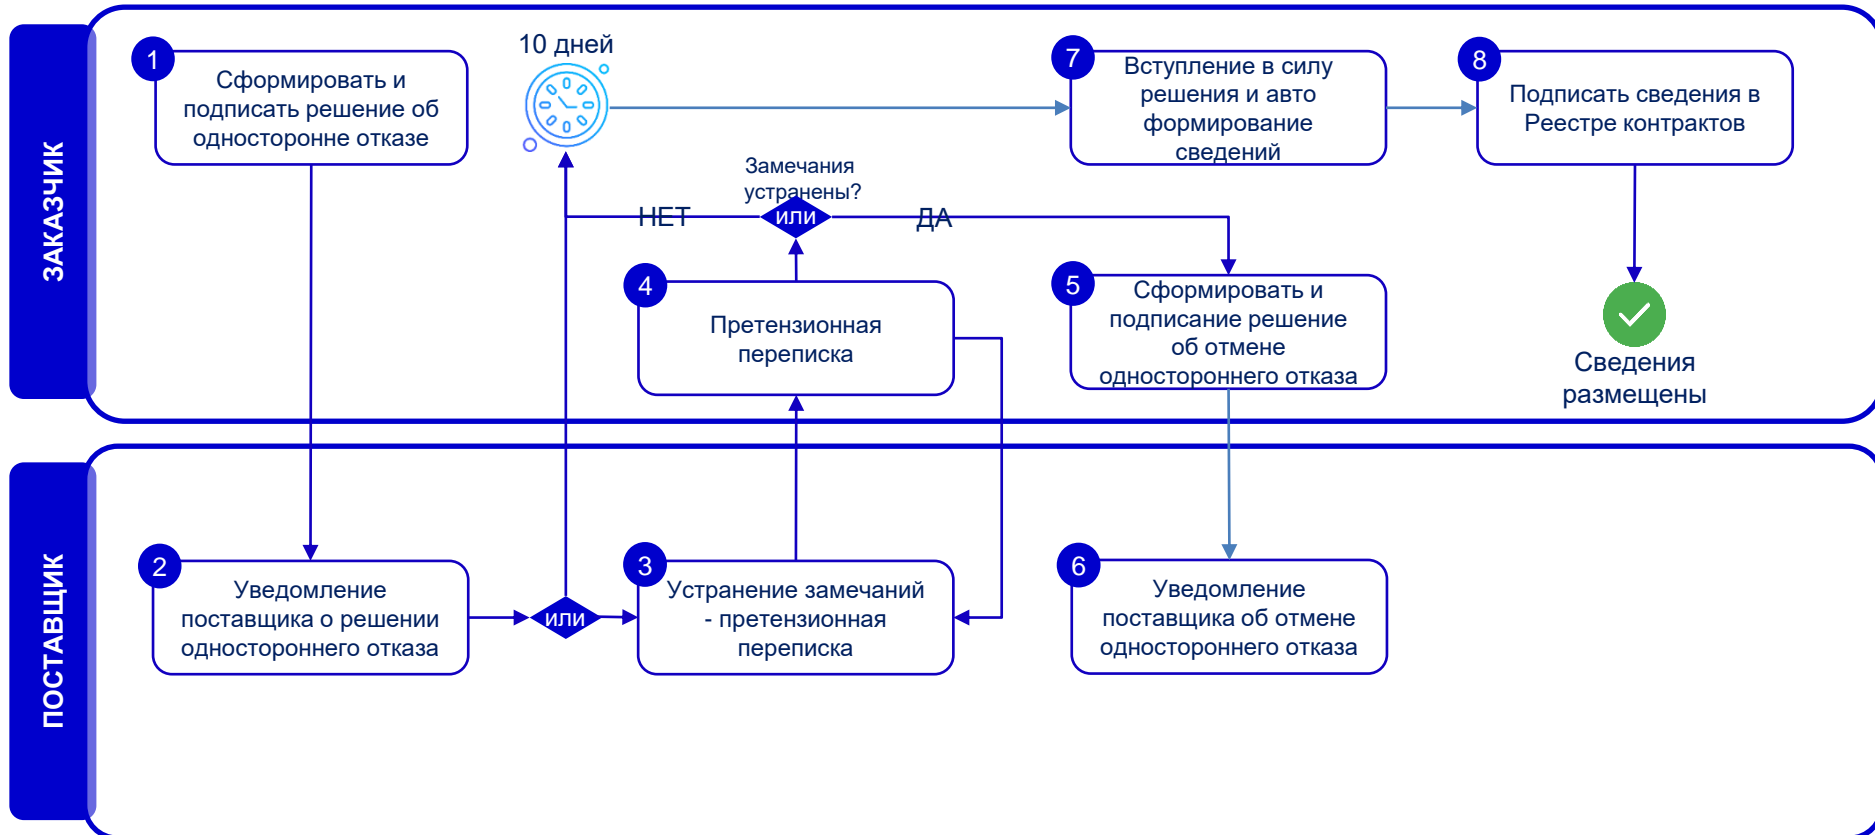 ЗАКАЗЧИК
1
Сформировать и
подписать решение об
односторонне отказе
10 дней
7
Вступление в силу
решения и авто
формирование
сведений
8
Подписать сведения в
Реестре контрактов
Замечания
устранены?
НЕТ
ИЛИ
ДА
4
Претензионная
переписка
5
Сформировать и
подписание решение
об отмене
одностороннего отказа
Сведения
размещены
ПОСТАВЩИК
2
Уведомление
поставщика о решении
одностороннего отказа
ИЛИ
3
Устранение замечаний
- претензионная
переписка
6
Уведомление
поставщика об отмене
одностороннего отказа